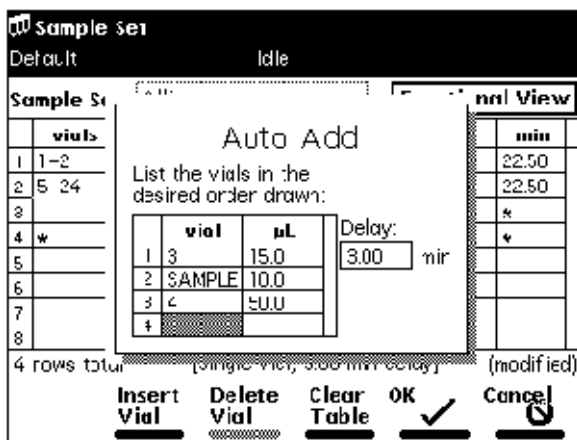 Sample Set
Default Idle
Sample Se nal View
vials min
1 1-2 22.50
2 5-24 22.50
3 *
4 * *
5
6
7
8
Auto Add
List the vials in the
desired order drawn:
vial µL
1 3 15.0
2 SAMPLE 10.0
3 4 50.0
4
Delay:
3.00 min
4 rows total (modified)
Insert Vial
Delete Vial
Clear Table
OK
Cancel